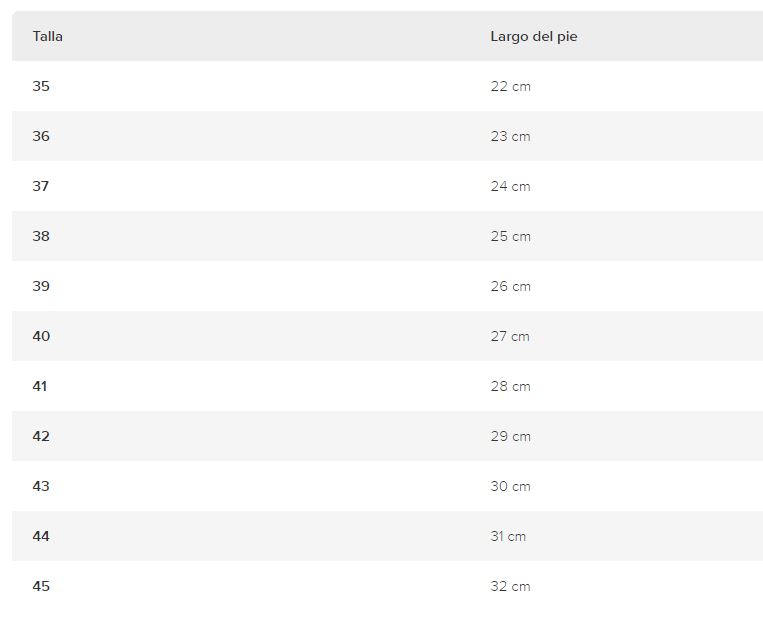 Talla Largo del pie
35 22 cm
36 23 cm
37 24 cm
38 25 cm
39 26 cm
40 27 cm
41 28 cm
42 29 cm
43 30 cm
44 31 cm
45 32 cm